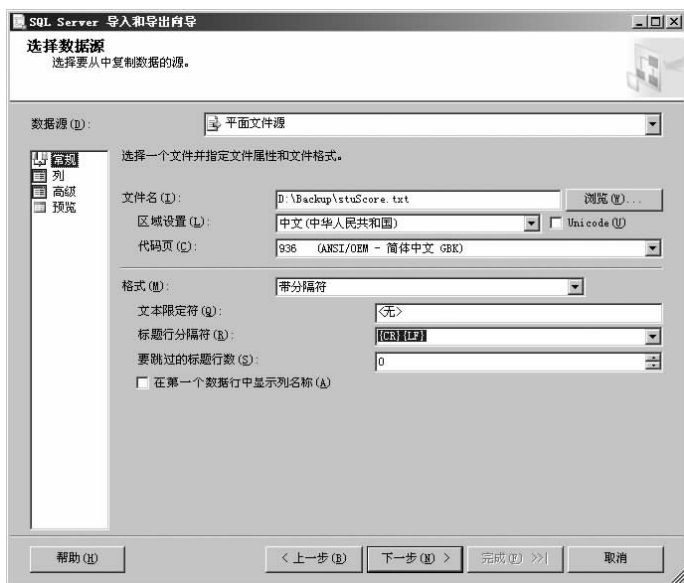 SQL Server 导入和导出向导
选择数据源
选择要从中复制数据的源。
数据源(D): 平面文件源
常规
列
高级
预览
选择一个文件并指定文件属性和文件格式。
文件名(I): D:\Backup\stuScore.txt 浏览(W)...
区域设置(L): 中文(中华人民共和国) Unicode(U)
代码页(C): 936 (ANSI/OEM - 简体中文 GBK)
格式(M): 带分隔符
文本限定符(Q): <无>
标题行分隔符(R): {CR}{LF}
要跳过的标题行数(S): 0
在第一个数据行中显示列名称(A)
帮助(H) < 上一步(B) 下一步(N) > 完成(F) >>| 取消